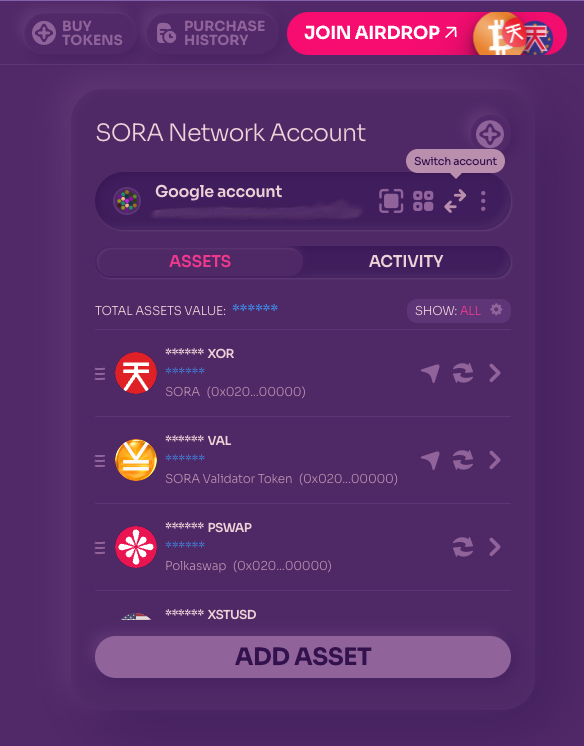 BUY
TOKENS
PURCHASE
HISTORY
JOIN AIRDROP
SORA Network Account
Switch account
Google account
ASSETS
ACTIVITY
TOTAL ASSETS VALUE: ******
SHOW: ALL
****** XOR
******
SORA (0x020...00000)
****** VAL
******
SORA Validator Token (0x020...00000)
****** PSWAP
******
Polkaswap (0x020...00000)
****** XSTUSD
ADD ASSET